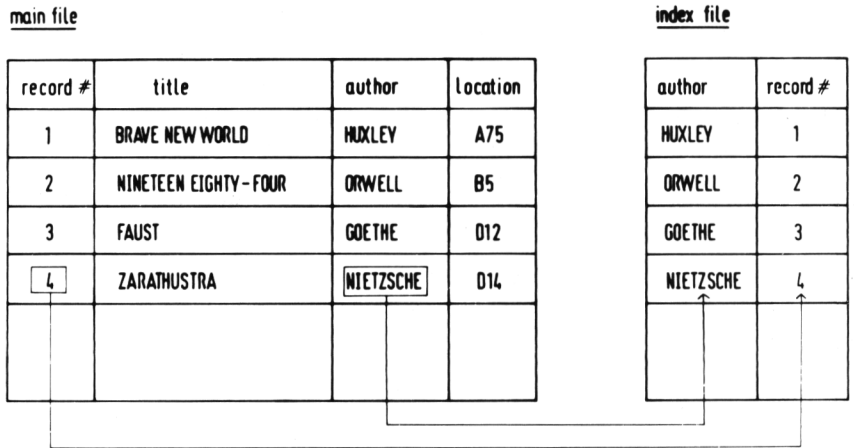 main file
record # title author location
1 BRAVE NEW WORLD HUXLEY A75
2 NINETEEN EIGHTY-FOUR ORWELL B5
3 FAUST GOETHE D12
4 ZARATHUSTRA NIETZSCHE D14
index file
author record #
HUXLEY 1
ORWELL 2
GOETHE 3
NIETZSCHE 4